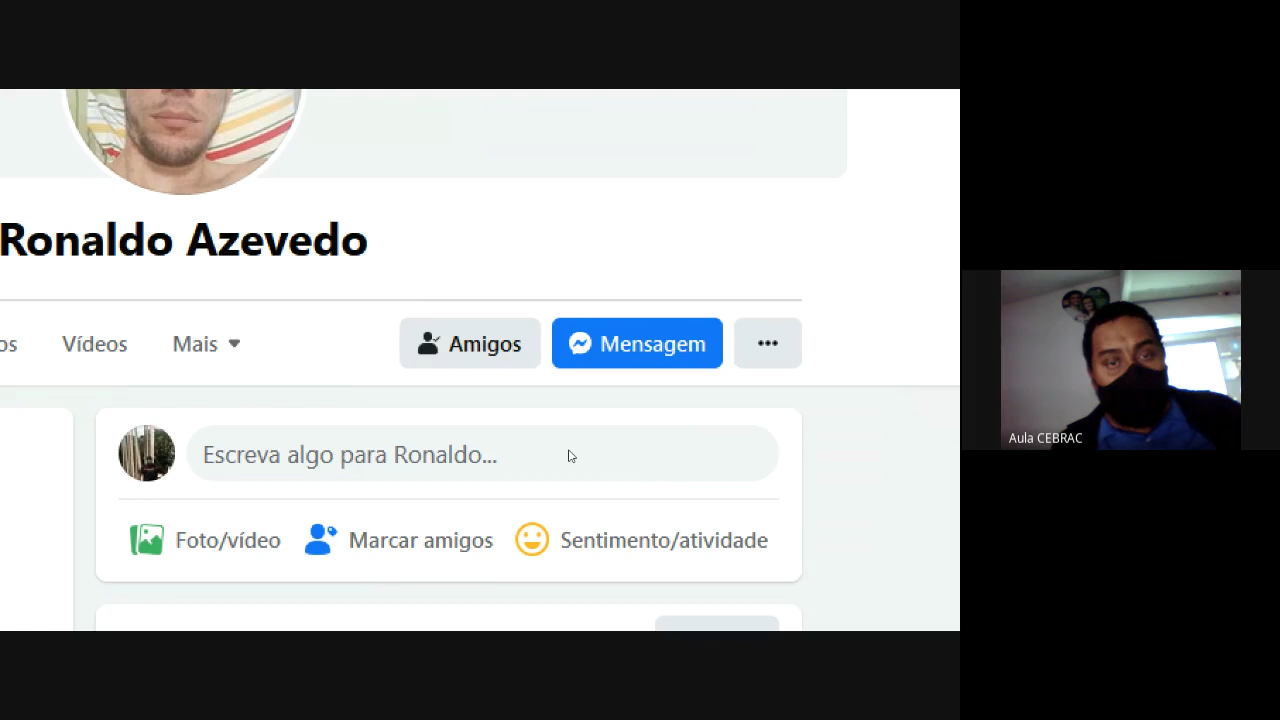 Ronaldo Azevedo
os Vídeos Mais Amigos Mensagem
Escreva algo para Ronaldo...
Foto/vídeo Marcar amigos Sentimento/atividade
Aula CEBRAC